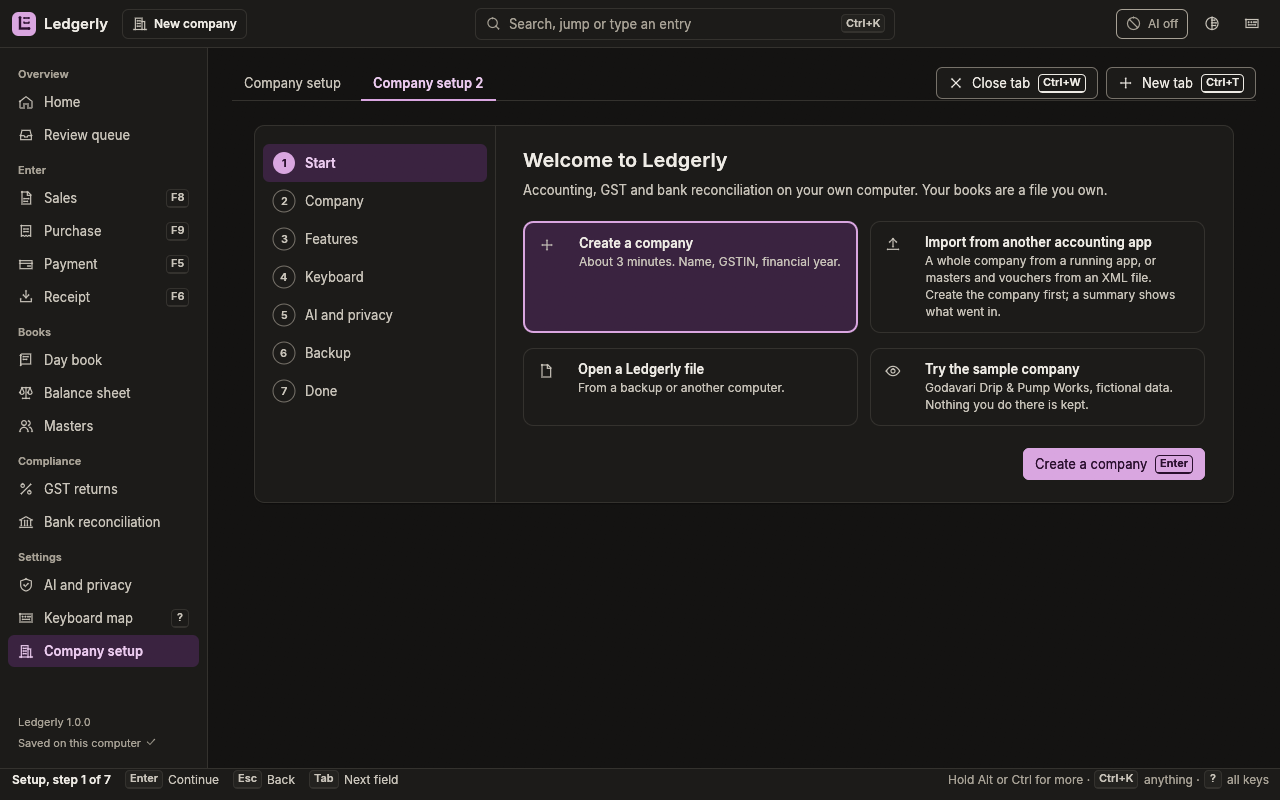 Ledgerly
New company
Search, jump or type an entry
Ctrl+K
AI off
Overview
Home
Review queue
Enter
Sales F8
Purchase F9
Payment F5
Receipt F6
Books
Day book
Balance sheet
Masters
Compliance
GST returns
Bank reconciliation
Settings
AI and privacy
Keyboard map ?
Company setup
Ledgerly 1.0.0
Saved on this computer
Company setup
Company setup 2
Close tab Ctrl+W
New tab Ctrl+T
1 Start
2 Company
3 Features
4 Keyboard
5 AI and privacy
6 Backup
7 Done
Welcome to Ledgerly
Accounting, GST and bank reconciliation on your own computer. Your books are a file you own.
Create a company
About 3 minutes. Name, GSTIN, financial year.
Import from another accounting app
A whole company from a running app, or
masters and vouchers from an XML file.
Create the company first; a summary shows
what went in.
Open a Ledgerly file
From a backup or another computer.
Try the sample company
Godavari Drip & Pump Works, fictional data.
Nothing you do there is kept.
Create a company Enter
Setup, step 1 of 7 Enter Continue Esc Back Tab Next field
Hold Alt or Ctrl for more · Ctrl+K anything · ? all keys